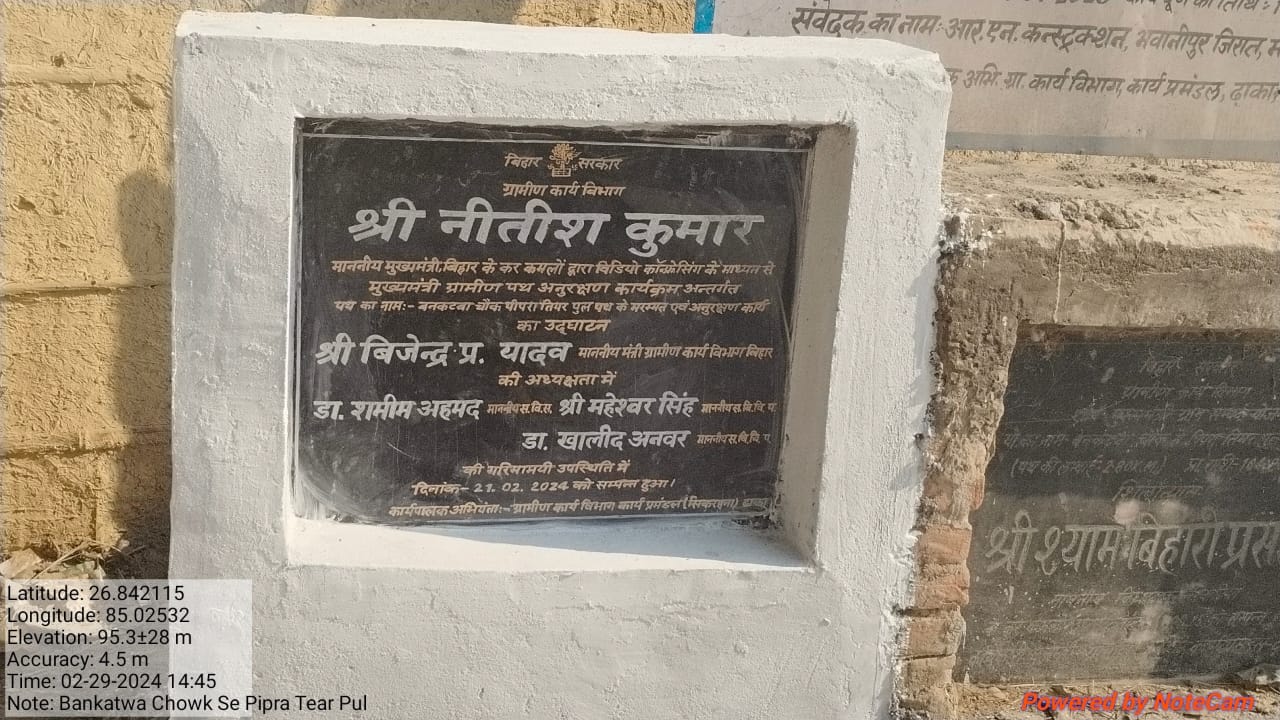 बिहार सरकार
ग्रामीण कार्य विभाग
श्री नीतीश कुमार
माननीय मुख्यमंत्री, बिहार के कर कमलों द्वारा विडियो कॉन्फ्रेसिंग के माध्यम से
मुख्यमंत्री ग्रामीण पथ अनुरक्षण कार्यक्रम अन्तर्गत
पथ का नामः- बनकटवा चौक पीपरा तियर पुल पथ के मरम्मत एवं अनुरक्षण कार्य
का उद्घाटन
श्री बिजेन्द्र प्र. यादव माननीय मंत्री ग्रामीण कार्य विभाग बिहार
की अध्यक्षता में
डा. शमीम अहमद माननीय स.वि.स. श्री महेश्वर सिंह माननीय स.बि.वि.प.
डा. खालीद अनवर माननीय स.बि.वि.प.
की गरिमामयी उपस्थिति में
दिनांक- 21. 02. 2024 को सम्पन्न हुआ।
कार्यपालक अभियंताः- ग्रामीण कार्य विभाग कार्य प्रमंडल (सिकरहना) ढाका
संवेदक का नामः आर. एन. कन्स्ट्रक्शन, भवानीपुर जिरात,
अभि. ग्रा. कार्य विभाग, कार्य प्रमंडल, ढ़ाका
श्री श्याम बिहारी प्रस
Latitude: 26.842115
Longitude: 85.02532
Elevation: 95.3±28 m
Accuracy: 4.5 m
Time: 02-29-2024 14:45
Note: Bankatwa Chowk Se Pipra Tear Pul
Powered by NoteCam